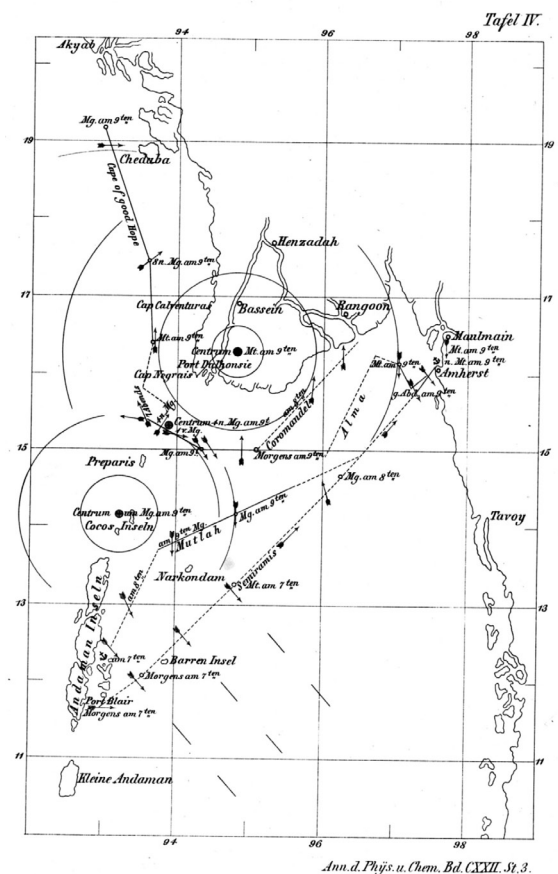 Tafel IV.
94
96
98
Akyab
Mg. am 9ten
19
19
Cheduba
Cape of good Hope
8 n. Mg. am 9ten
Henzadah
17
17
Cap Calventuras
Bassein
Rangoon
Mt. am 9ten
Centrum Mt. am 9ten
Maulmain
Mt. am 9ten
n. Mt. am 9ten
Port Dalhousie
Mt. am 9ten
Amherst
Cap Negrais
g. Abd. am 9ten
am 9ten
Coromandel
Alma
Centrum 4 n. Mg. am 9t
v. Mg.
Mg. am 9t
Morgens am 9ten
15
15
Preparis
Mg. am 8ten
Centrum Mg. am 9ten
Cocos Inseln
Mg. am 9ten
am 9ten Mg.
Mutlah
Tavoy
Narkondam
Semiramis
Mt. am 7ten
am 8ten
13
13
Andaman Inseln
am 7ten
Barren Insel
Morgens am 7ten
Port Blair
Morgens am 7ten
11
11
Kleine Andaman
94
96
98
Ann. d. Phÿs. u. Chem. Bd. CXXII. St. 3.